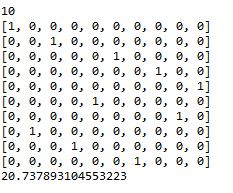 10
[1, 0, 0, 0, 0, 0, 0, 0, 0, 0]
[0, 0, 1, 0, 0, 0, 0, 0, 0, 0]
[0, 0, 0, 0, 0, 1, 0, 0, 0, 0]
[0, 0, 0, 0, 0, 0, 0, 1, 0, 0]
[0, 0, 0, 0, 0, 0, 0, 0, 0, 1]
[0, 0, 0, 0, 1, 0, 0, 0, 0, 0]
[0, 0, 0, 0, 0, 0, 0, 0, 1, 0]
[0, 1, 0, 0, 0, 0, 0, 0, 0, 0]
[0, 0, 0, 1, 0, 0, 0, 0, 0, 0]
[0, 0, 0, 0, 0, 0, 1, 0, 0, 0]
20.737893104553223